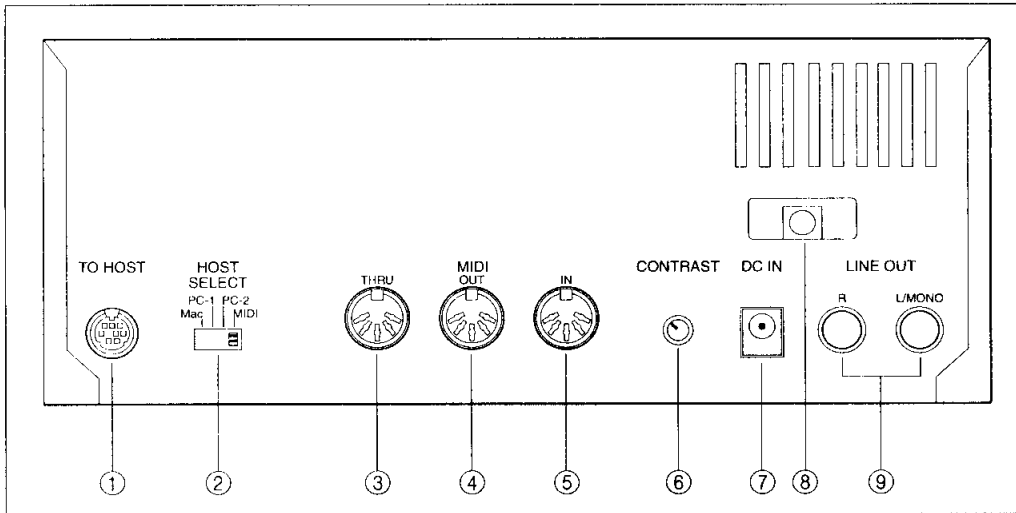 TO HOST
HOST
SELECT
PC-1 PC-2
Mac MIDI
THRU
MIDI
OUT
IN
CONTRAST
DC IN
LINE OUT
R
L/MONO
① ② ③ ④ ⑤ ⑥ ⑦ ⑧ ⑨